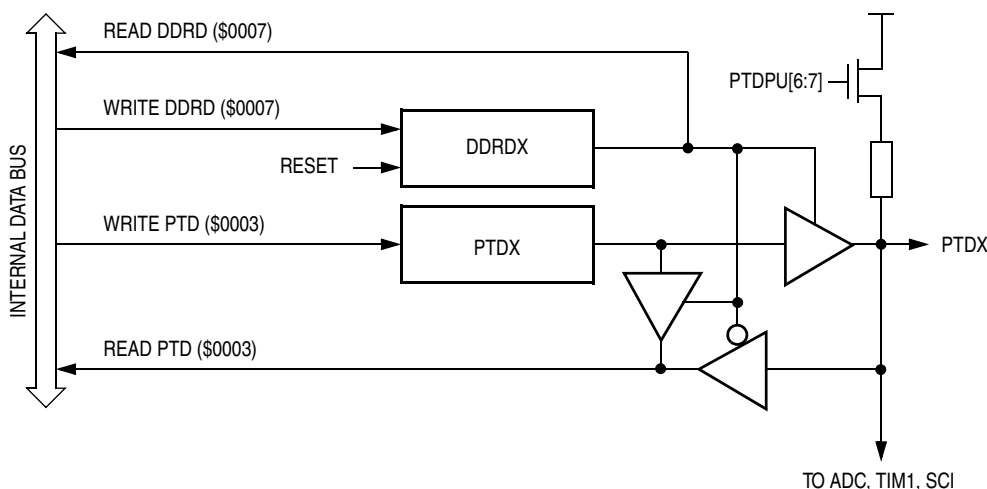 READ DDRD ($0007)
PTDPU[6:7]
WRITE DDRD ($0007)
DDRDX
RESET
INTERNAL DATA BUS
WRITE PTD ($0003)
PTDX
PTDX
READ PTD ($0003)
TO ADC, TIM1, SCI